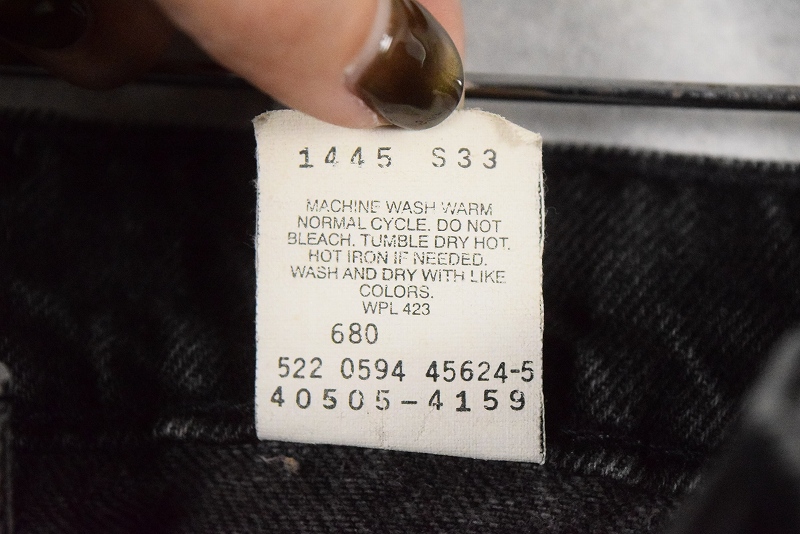 1445 S33
MACHINE WASH WARM
NORMAL CYCLE. DO NOT
BLEACH. TUMBLE DRY HOT.
HOT IRON IF NEEDED.
WASH AND DRY WITH LIKE
COLORS.
WPL 423
680
522 0594 45624-5
40505-4159